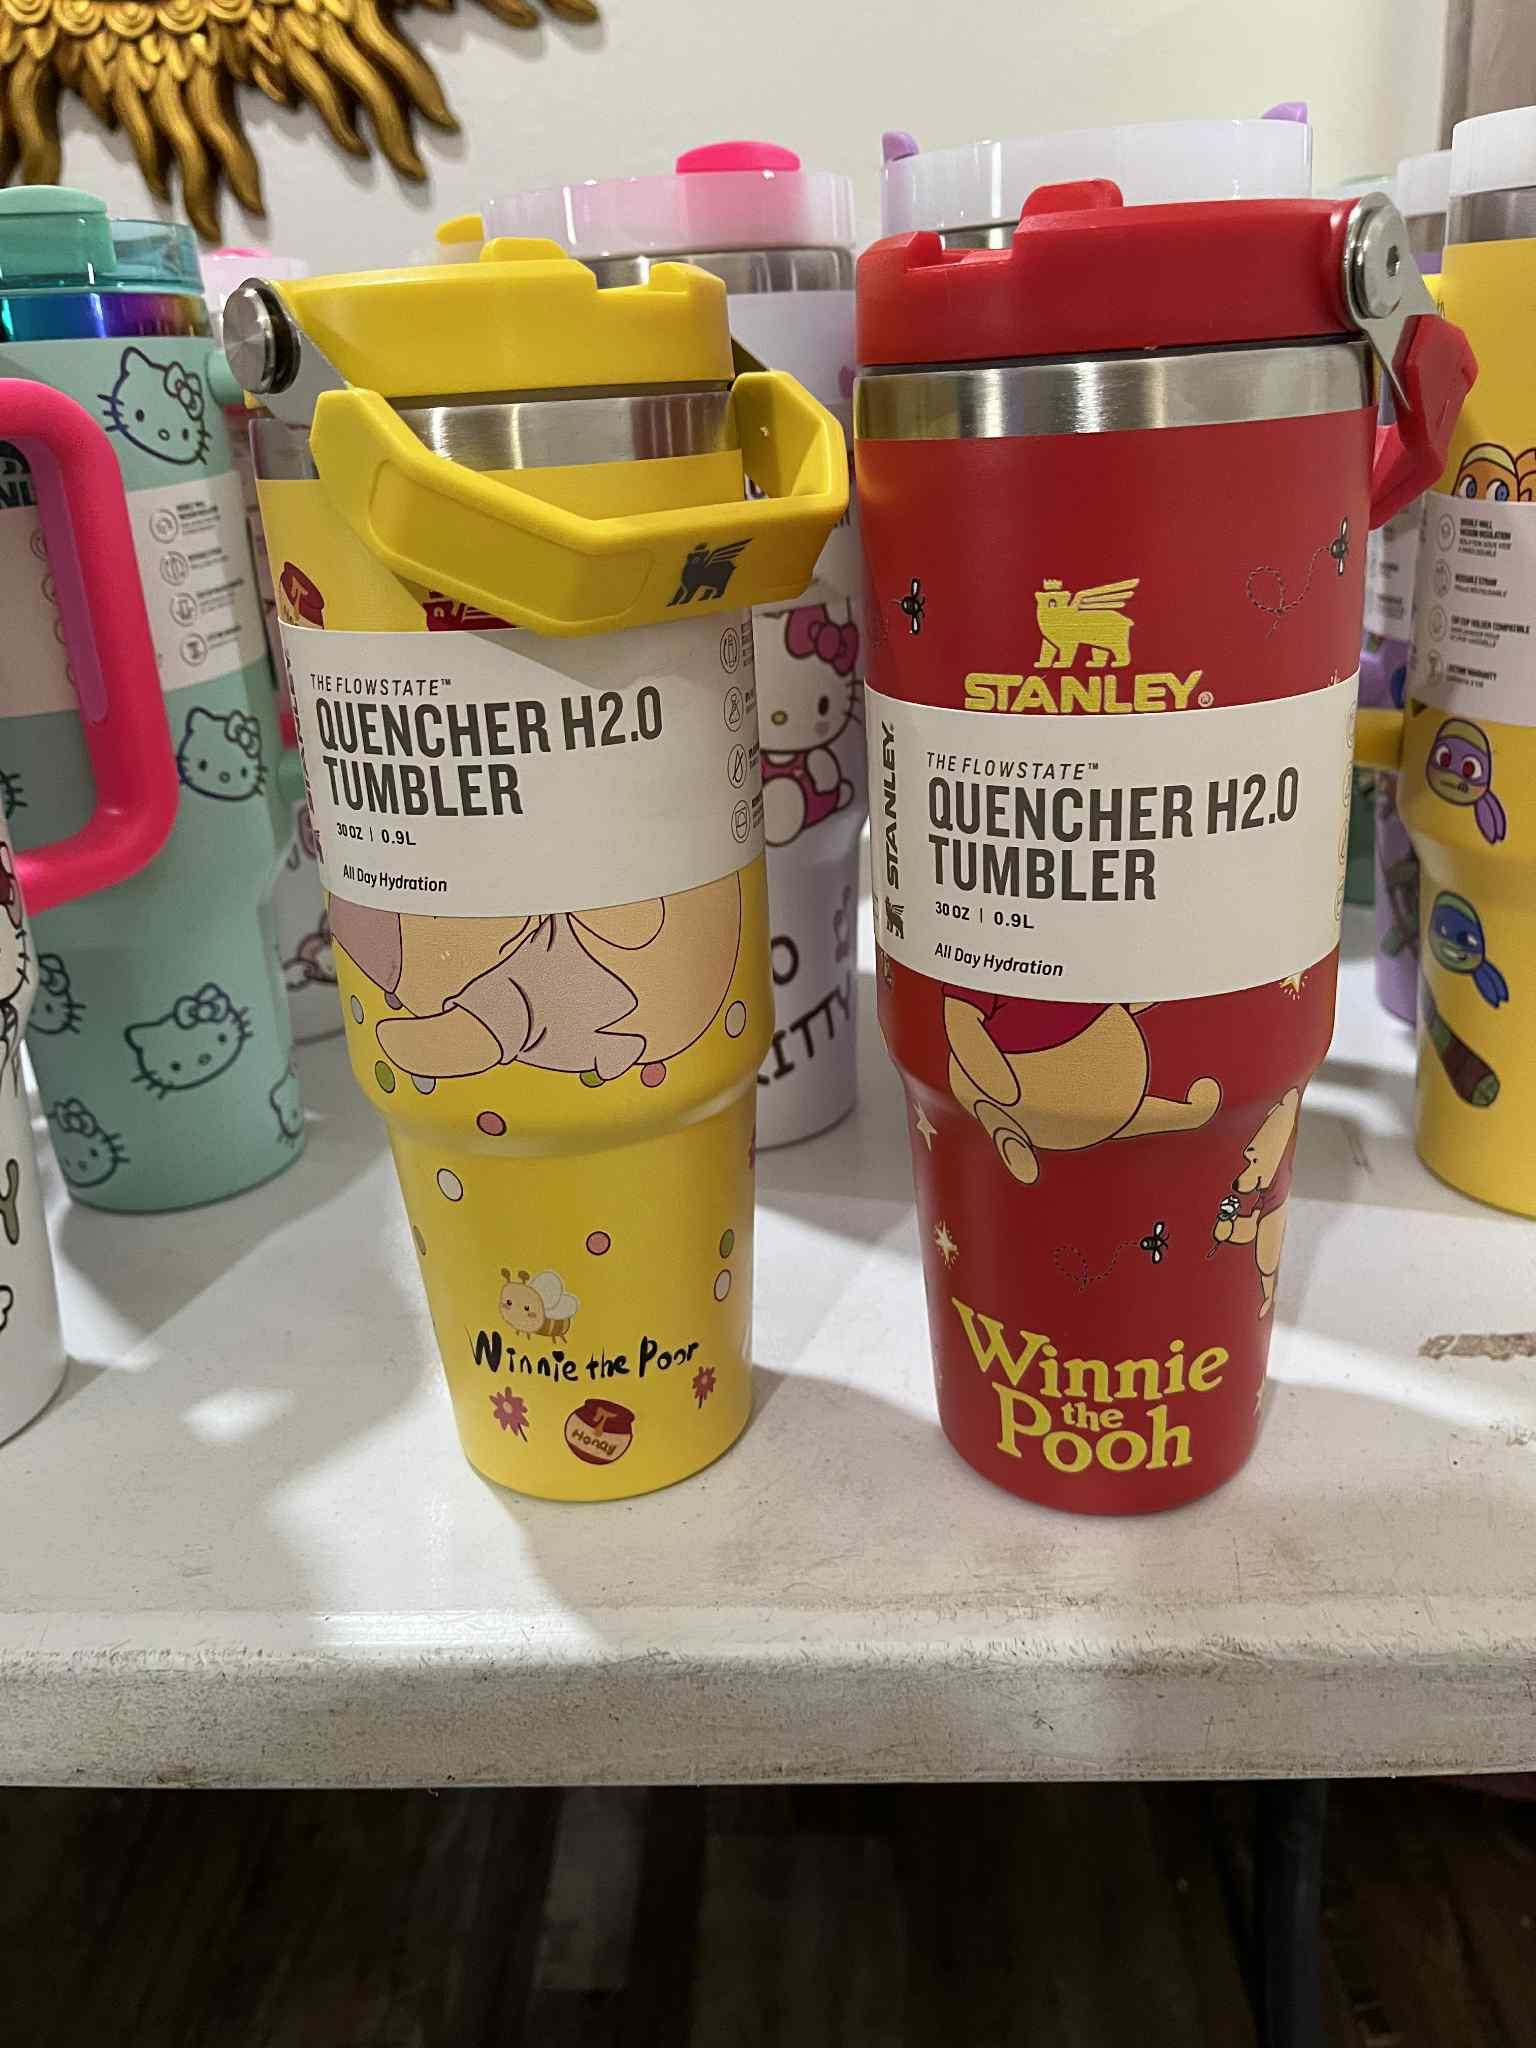 THE FLOWSTATE™
QUENCHER H2.0
TUMBLER
30 OZ | 0.9L
All Day Hydration
Winnie the Poor
Honay
STANLEY®
STANLEY
THE FLOWSTATE™
QUENCHER H2.0
TUMBLER
30 OZ | 0.9L
All Day Hydration
Winnie
the
Pooh